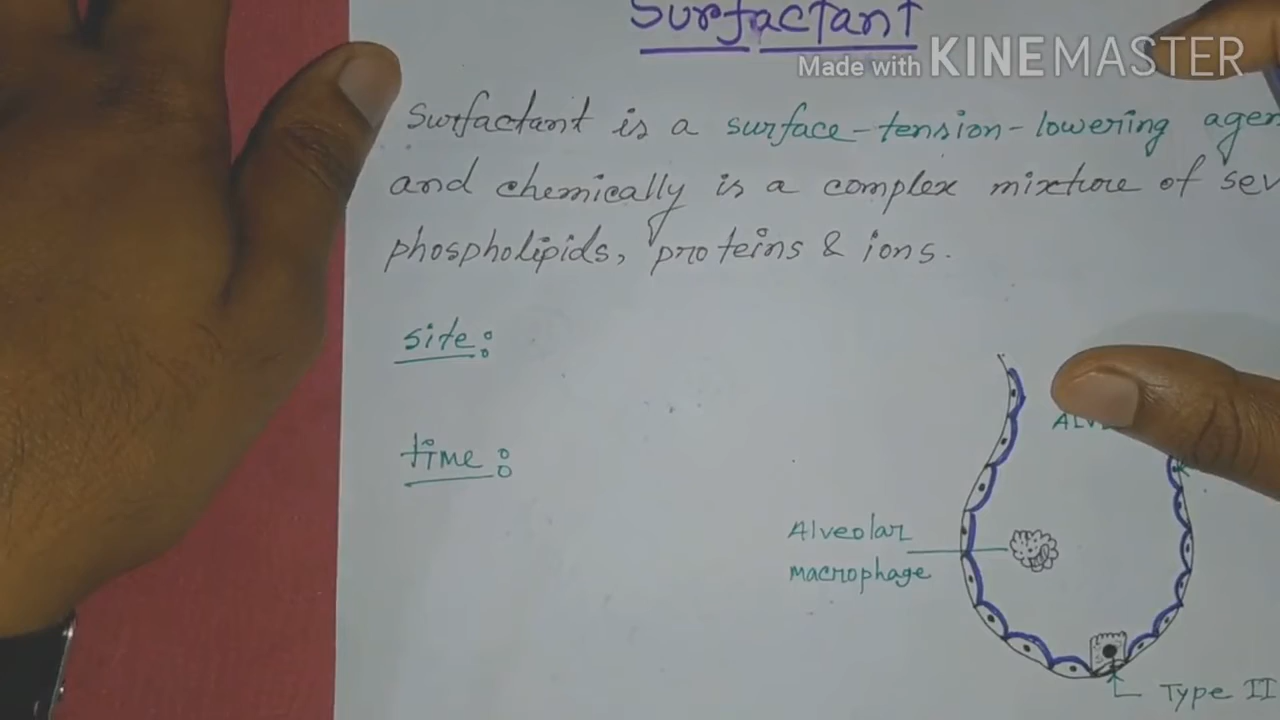 Surfactant
Made with KINEMASTER
Surfactant is a surface-tension-lowering
and chemically is a complex mixture of
phospholipids, proteins & ions.
site:
time:
Alveolar
macrophage
Type II